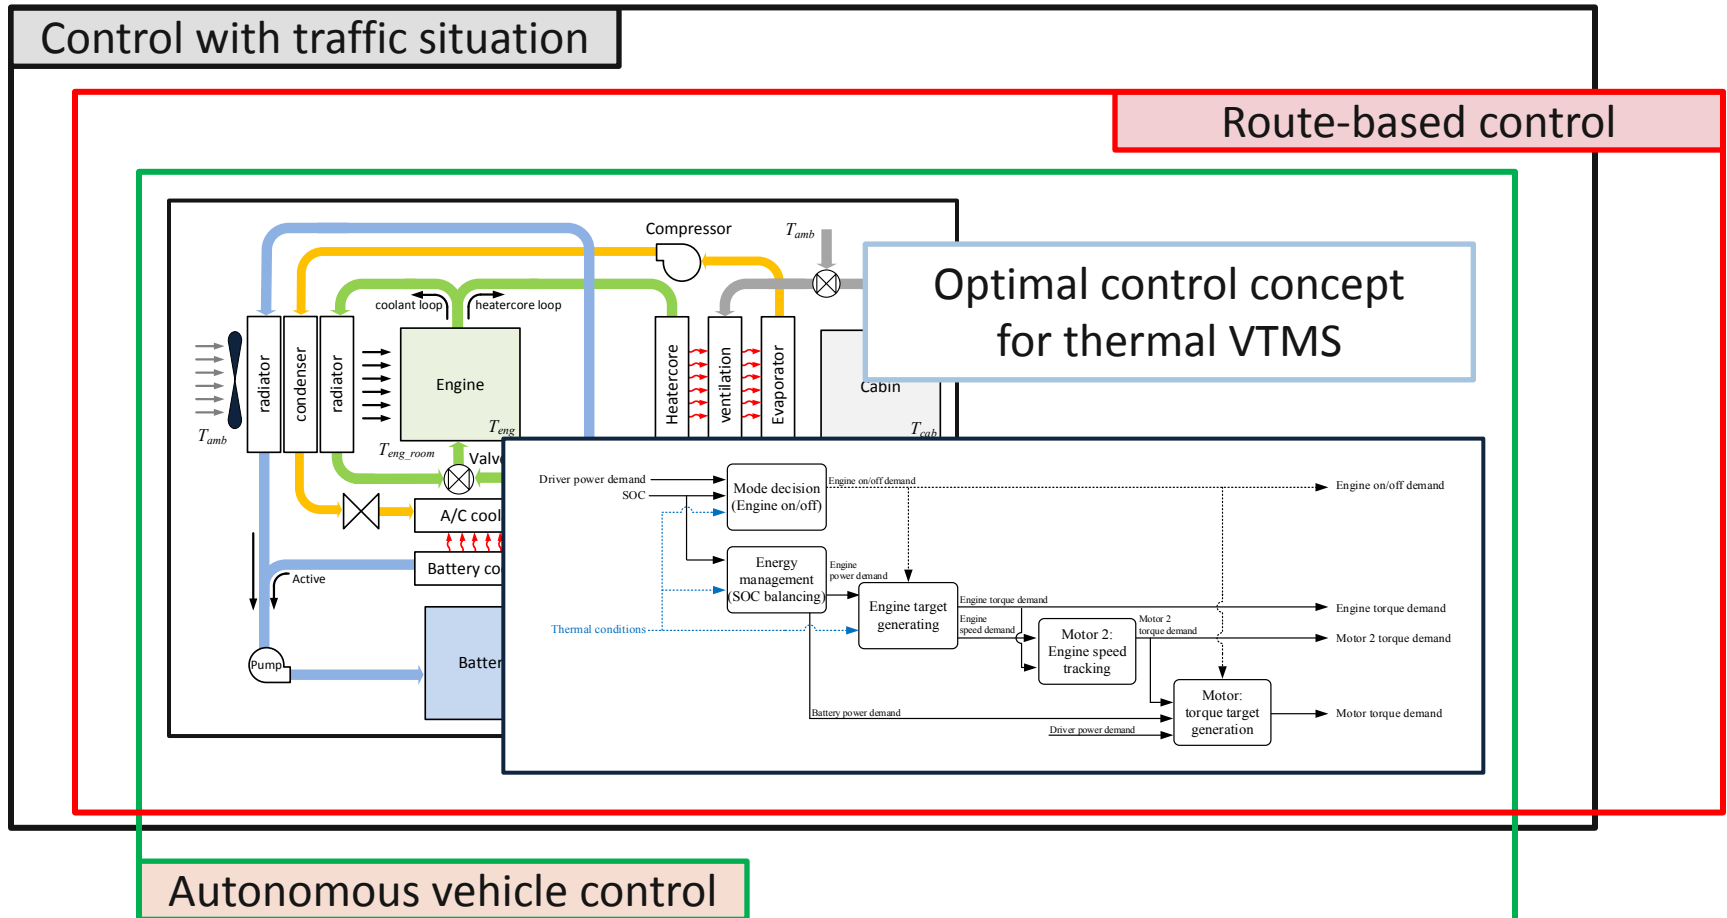 Control with traffic situation
Route-based control
Compressor
T_amb
Optimal control concept
for thermal VTMS
coolant loop
heatercore loop
radiator
condenser
radiator
Engine
T_eng
Heatercore
ventilation
Evaporator
Cabin
T_cab
T_amb
T_eng_room
Valve
A/C cool
Battery co
Active
Pump
Batter
Driver power demand
SOC
Mode decision
(Engine on/off)
Engine on/off demand
Engine on/off demand
Energy
management
(SOC balancing)
Engine
power demand
Thermal conditions
Engine target
generating
Engine torque demand
Engine torque demand
Engine
speed demand
Motor 2:
Engine speed
tracking
Motor 2
torque demand
Motor 2 torque demand
Battery power demand
Driver power demand
Motor:
torque target
generation
Motor torque demand
Autonomous vehicle control